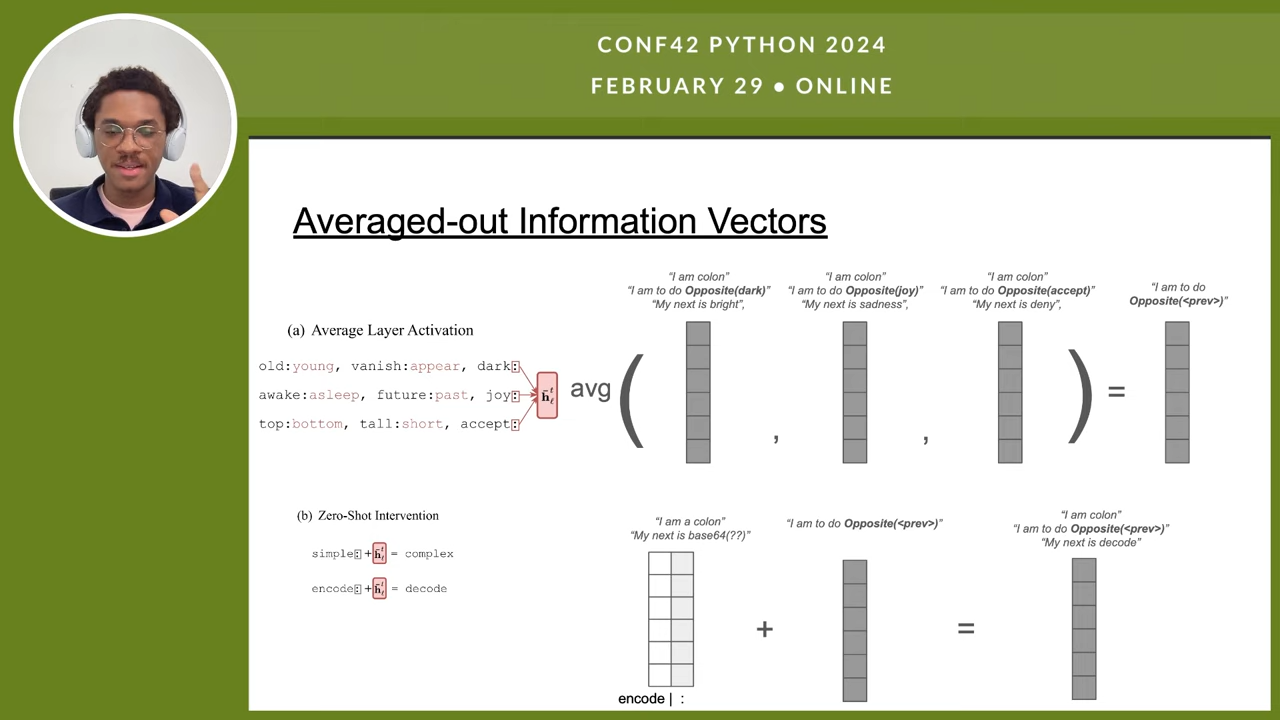 CONF42 PYTHON 2024
FEBRUARY 29 ● ONLINE
Averaged-out Information Vectors
(a) Average Layer Activation
old:young, vanish:appear, dark:
awake:asleep, future:past, joy:
top:bottom, tall:short, accept:
h̄ₗᵗ
avg
(
“I am colon”
“I am to do Opposite(dark)”
“My next is bright”,
,
“I am colon”
“I am to do Opposite(joy)”
“My next is sadness”,
,
“I am colon”
“I am to do Opposite(accept)”
“My next is deny”,
)
=
“I am to do
Opposite(<prev>)”
(b) Zero-Shot Intervention
simple: + h̄ₗᵗ = complex
encode: + h̄ₗᵗ = decode
“I am a colon”
“My next is base64(??)”
encode | :
+
“I am to do Opposite(<prev>)”
=
“I am colon”
“I am to do Opposite(<prev>)”
“My next is decode”